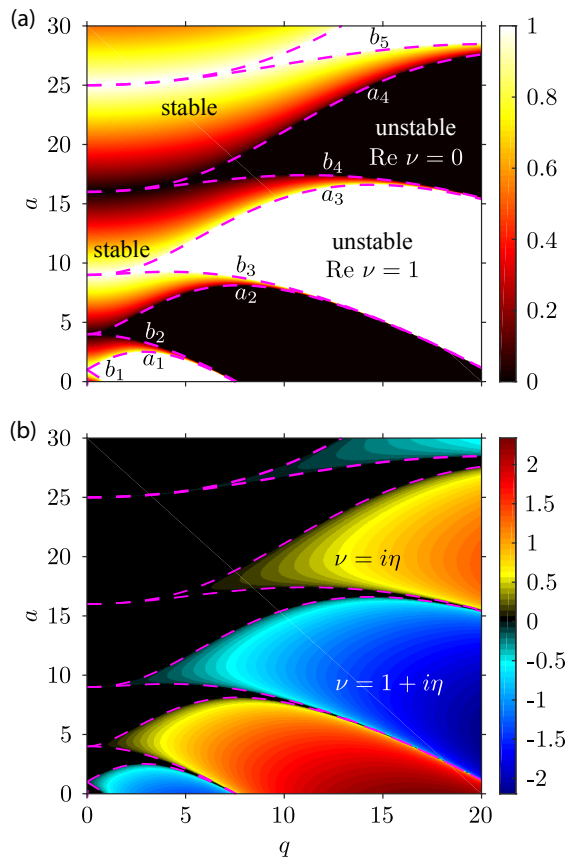 (a)
30
25
20
15
10
5
0
a
b₅
stable
a₄
unstable
Re ν = 0
b₄
a₃
stable
unstable
Re ν = 1
b₃
a₂
b₂
b₁
a₁
1
0.8
0.6
0.4
0.2
0
(b)
30
25
20
15
10
5
0
a
ν = iη
ν = 1 + iη
0
5
10
15
20
q
2
1.5
1
0.5
0
-0.5
-1
-1.5
-2